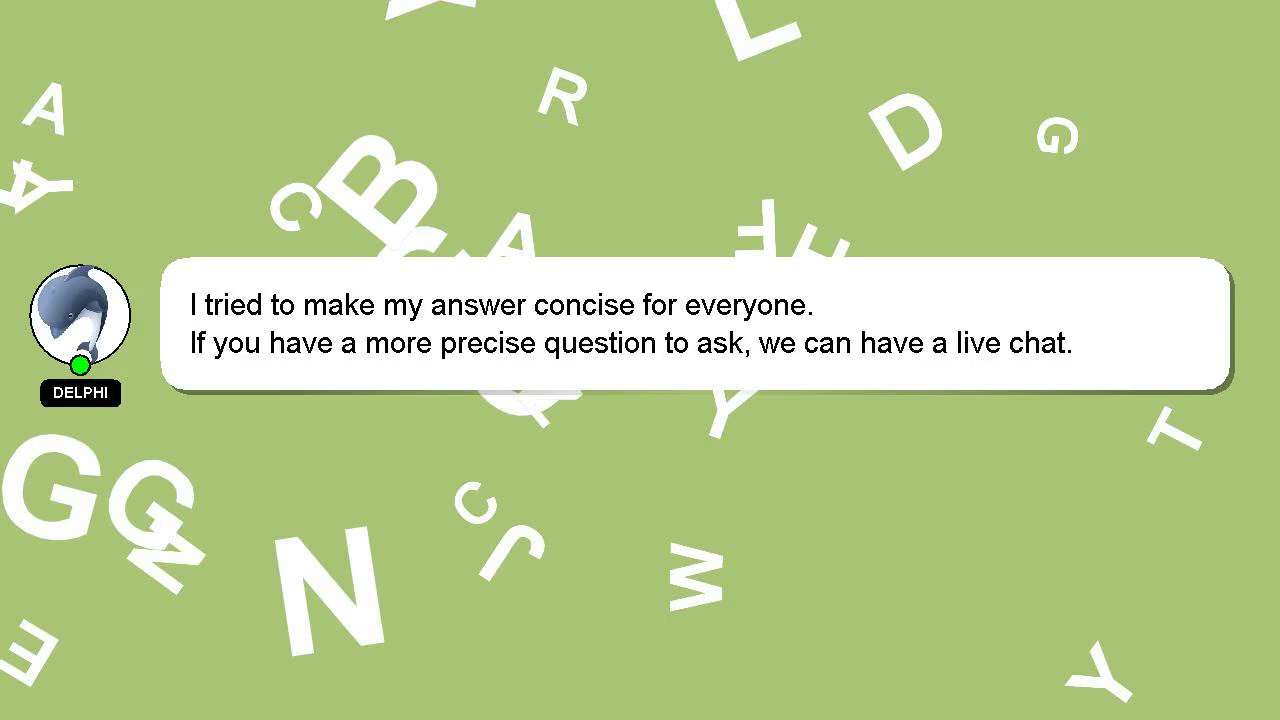 I tried to make my answer concise for everyone.
If you have a more precise question to ask, we can have a live chat.
DELPHI
L
R
A
D
G
B
C
A
T
G
G
N
N
C
J
W
E
Y
Y